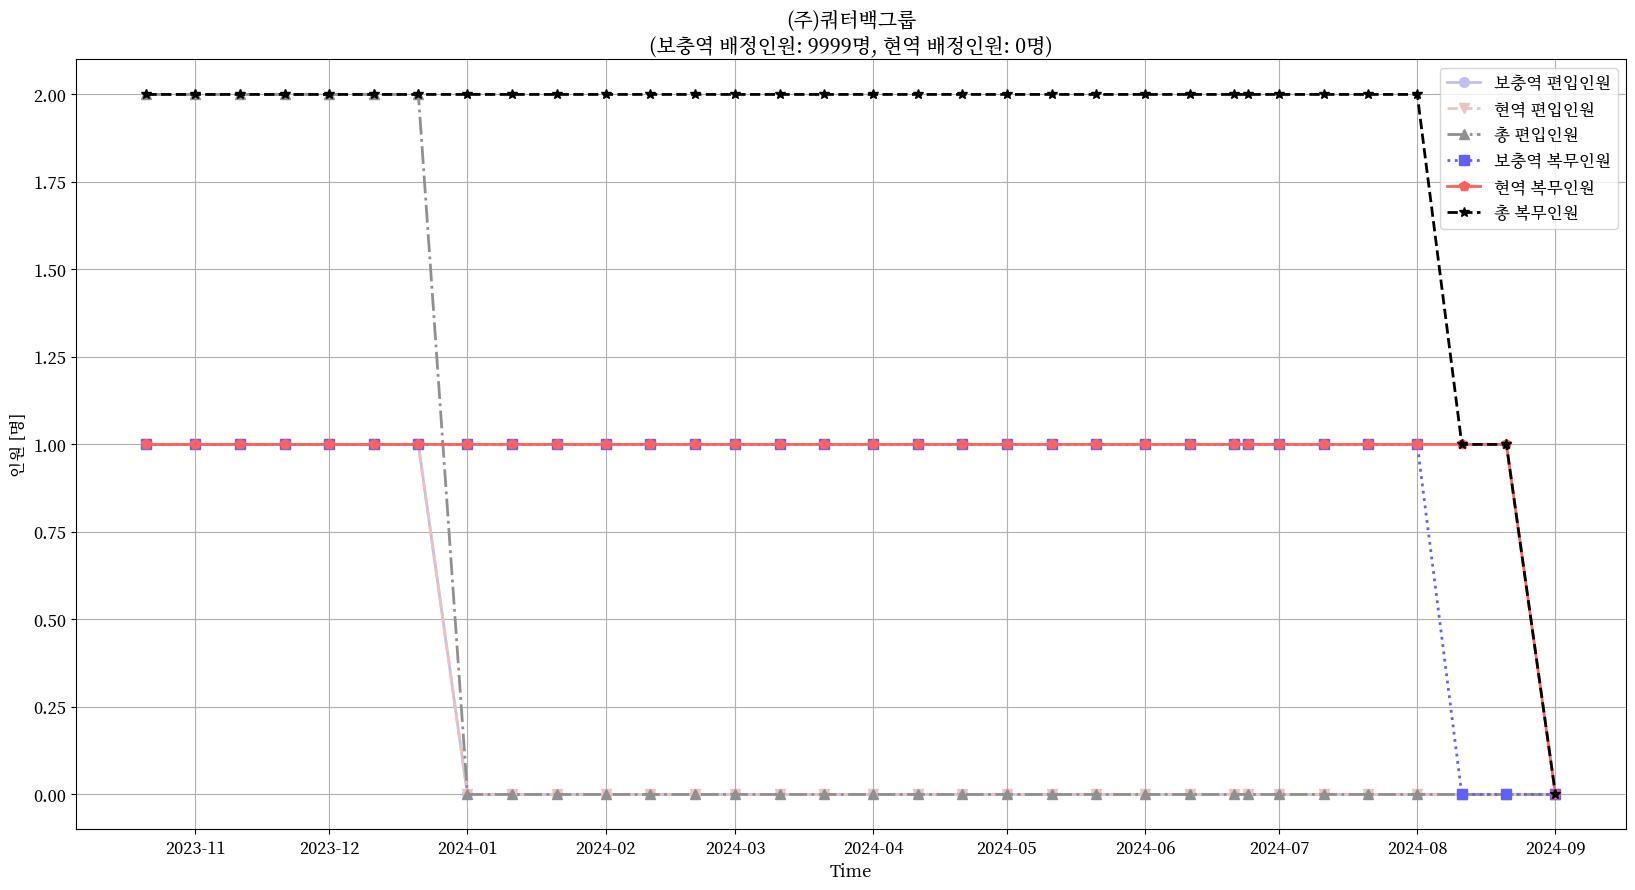 (주)쿼터백그룹
(보충역 배정인원: 9999명, 현역 배정인원: 0명)
보충역 편입인원
현역 편입인원
총 편입인원
보충역 복무인원
현역 복무인원
총 복무인원
인원 [명]
2.00
1.75
1.50
1.25
1.00
0.75
0.50
0.25
0.00
2023-11 2023-12 2024-01 2024-02 2024-03 2024-04 2024-05 2024-06 2024-07 2024-08 2024-09
Time